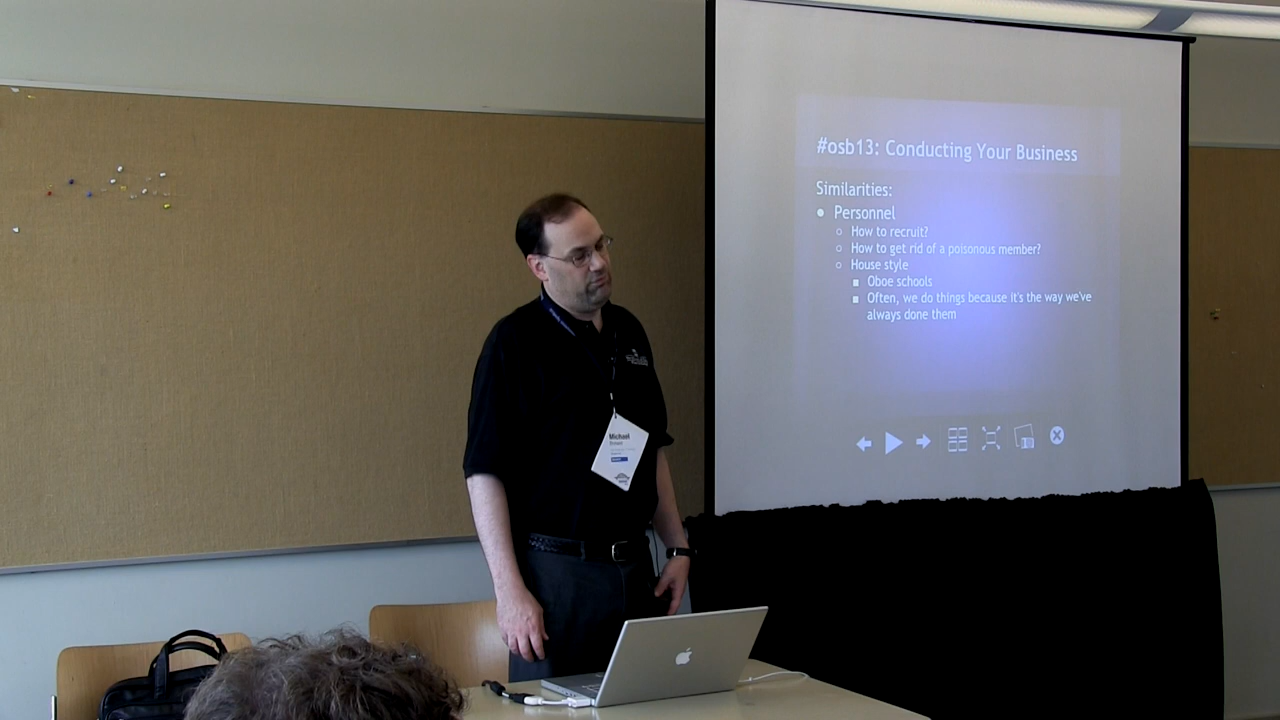 #osb13: Conducting Your Business
Similarities:
Personnel
How to recruit?
How to get rid of a poisonous member?
House style
Oboe schools
Often, we do things because it's the way we've
always done them
Michael